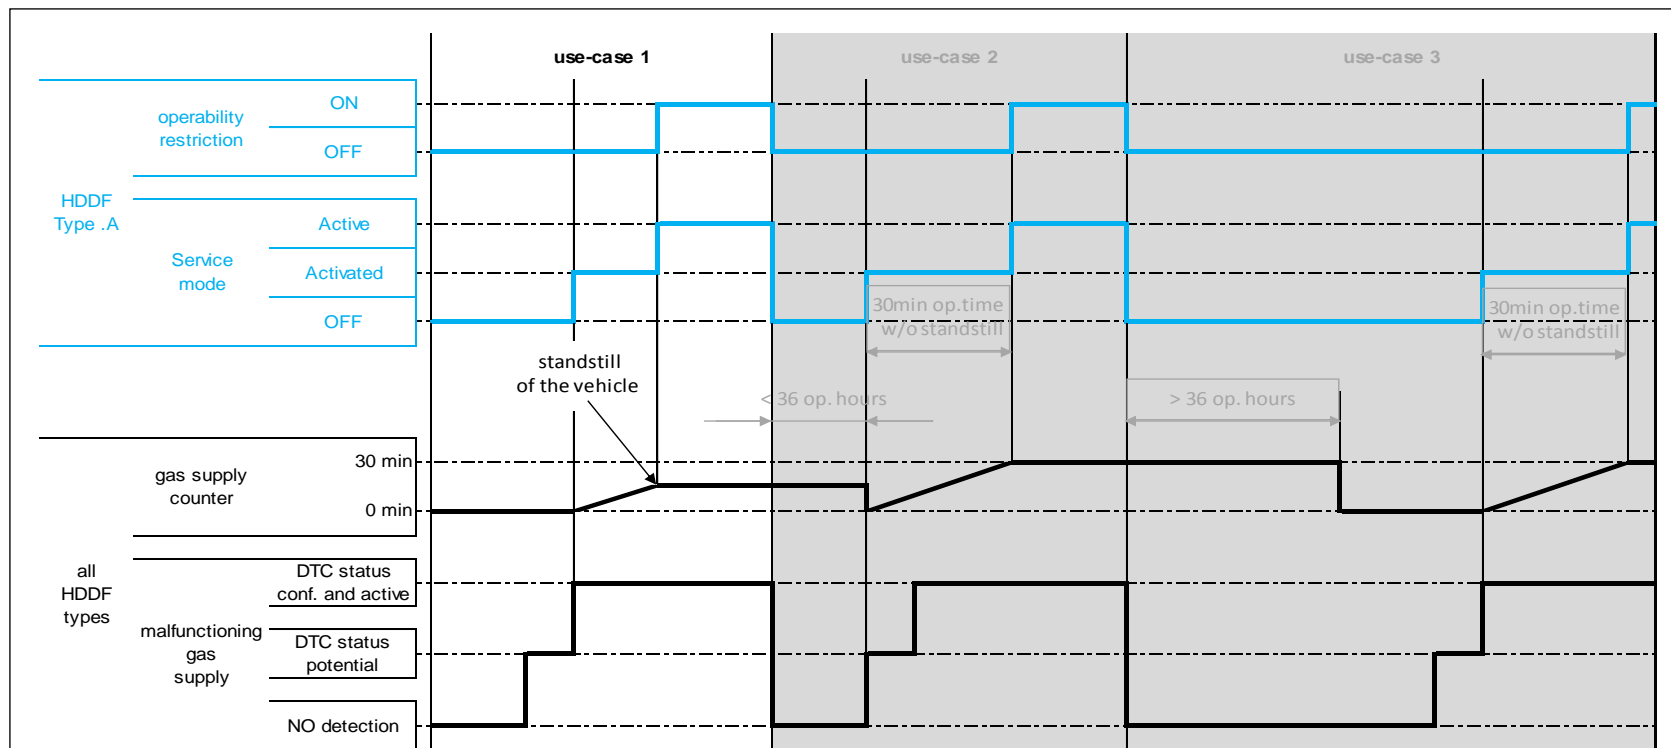 use-case 1
use-case 2
use-case 3
HDDF
Type .A
operability
restriction
ON
OFF
Service
mode
Active
Activated
OFF
30min op.time
w/o standstill
30min op.time
w/o standstill
standstill
of the vehicle
< 36 op. hours
> 36 op. hours
all
HDDF
types
gas supply
counter
30 min
0 min
malfunctioning
gas
supply
DTC status
conf. and active
DTC status
potential
NO detection